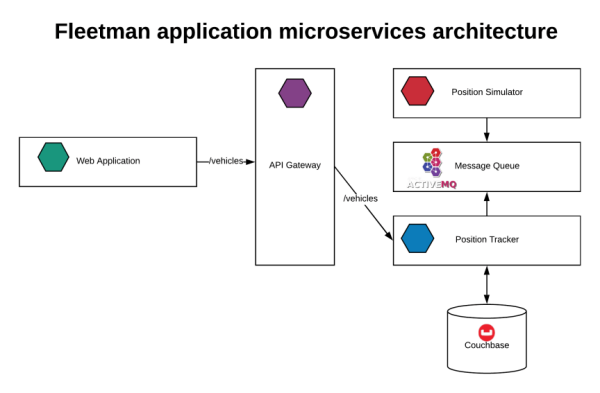 Fleetman application microservices architecture
Web Application
/vehicles
API Gateway
/vehicles
Position Simulator
Message Queue
ACTIVEMQ
Position Tracker
Couchbase